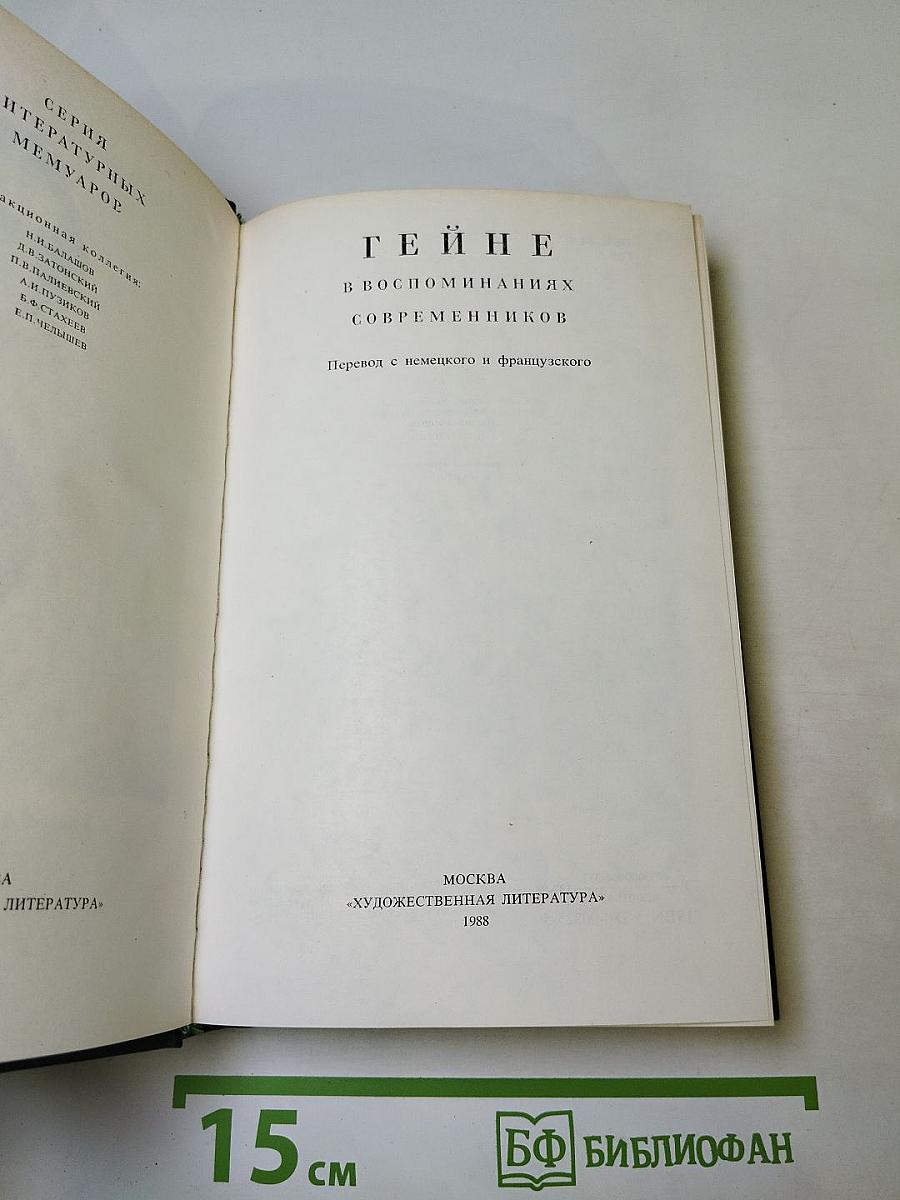 СЕРИЯ
ИТЕРАТУРНЫХ
МЕМУАРОВ
акционная коллегия:
Н.И.БАЛАШОВ
Д.В.ЗАТОНСКИЙ
П.В.ПАЛИЕВСКИЙ
А.И.ПУЗИКОВ
Б.Ф.СТАХЕЕВ
Е.П.ЧЕЛЫШЕВ
А
ЛИТЕРАТУРА»
ГЕЙНЕ
В ВОСПОМИНАНИЯХ
СОВРЕМЕННИКОВ
Перевод с немецкого и французского
МОСКВА
«ХУДОЖЕСТВЕННАЯ ЛИТЕРАТУРА»
1988
15 см
БФ БИБЛИОФАН